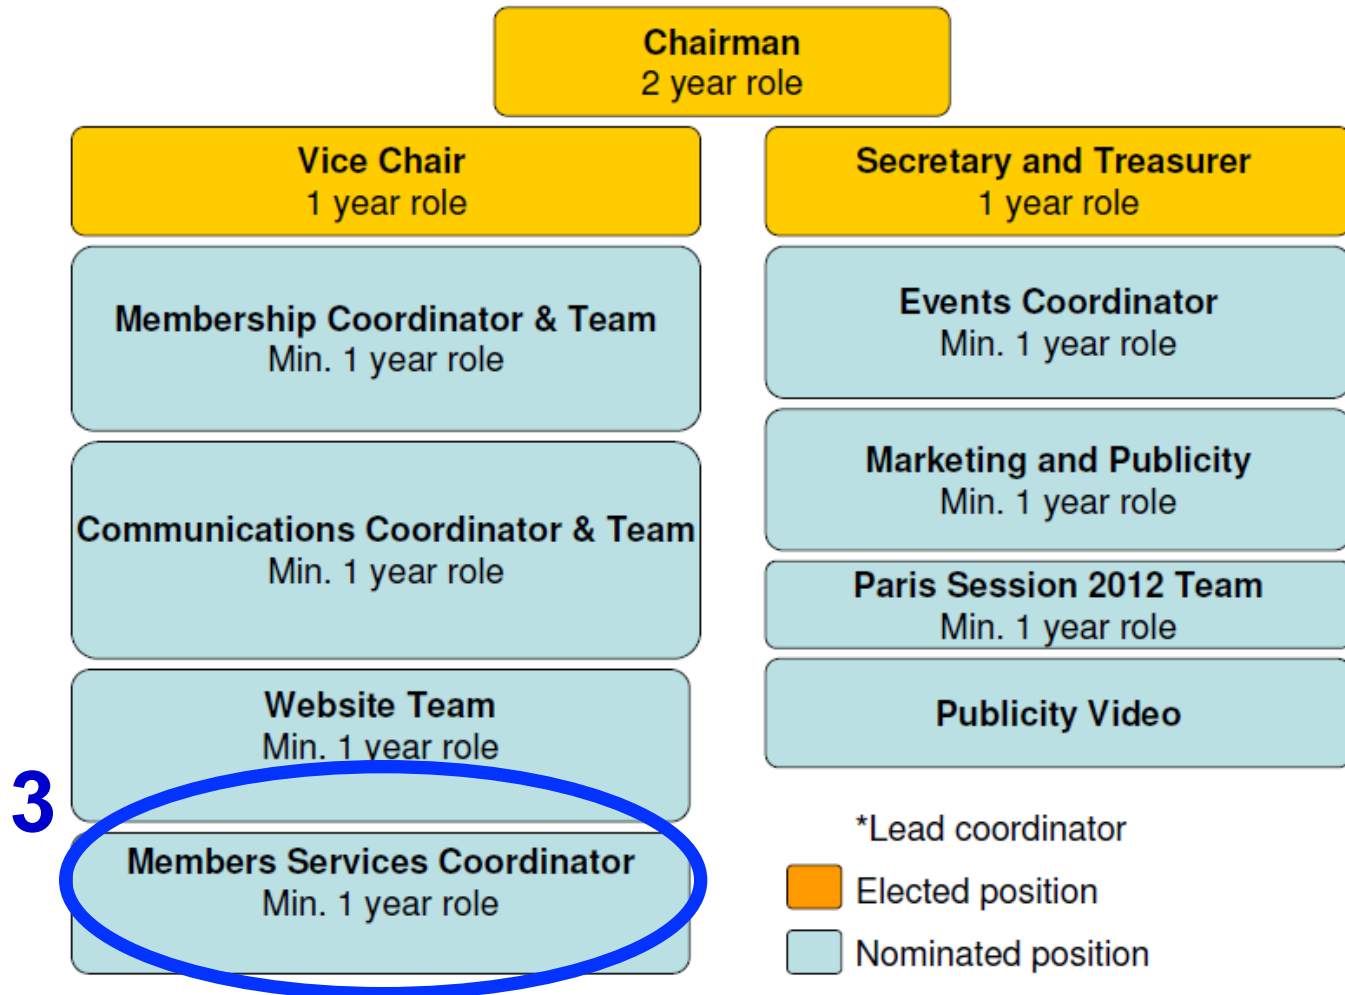 Chairman
2 year role
Vice Chair
1 year role
Membership Coordinator & Team
Min. 1 year role
Communications Coordinator & Team
Min. 1 year role
Website Team
Min. 1 year role
3
Members Services Coordinator
Min. 1 year role
Secretary and Treasurer
1 year role
Events Coordinator
Min. 1 year role
Marketing and Publicity
Min. 1 year role
Paris Session 2012 Team
Min. 1 year role
Publicity Video
*Lead coordinator
Elected position
Nominated position